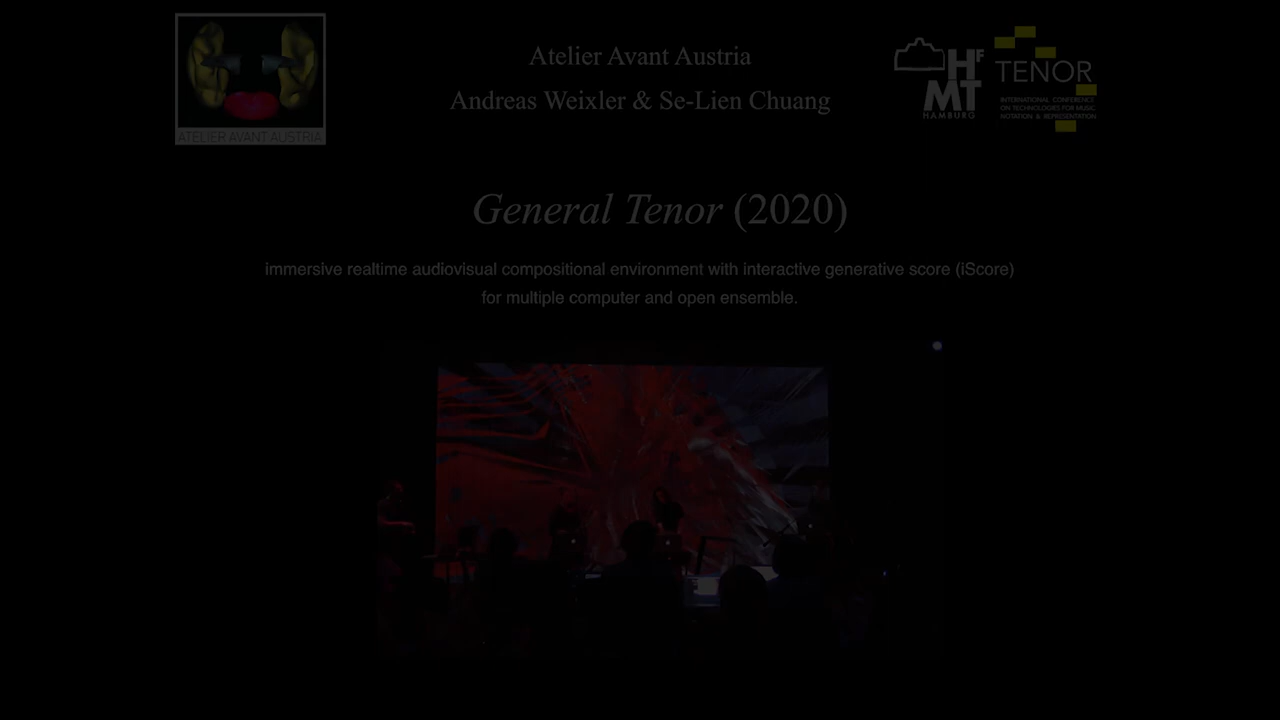 Atelier Avant Austria
Andreas Weixler & Se-Lien Chuang
ATELIER AVANT AUSTRIA
HfMT
HAMBURG
TENOR
INTERNATIONAL CONFERENCE
ON TECHNOLOGIES FOR MUSIC
NOTATION & REPRESENTATION
General Tenor (2020)
immersive realtime audiovisual compositional environment with interactive generative score (iScore)
for multiple computer and open ensemble.